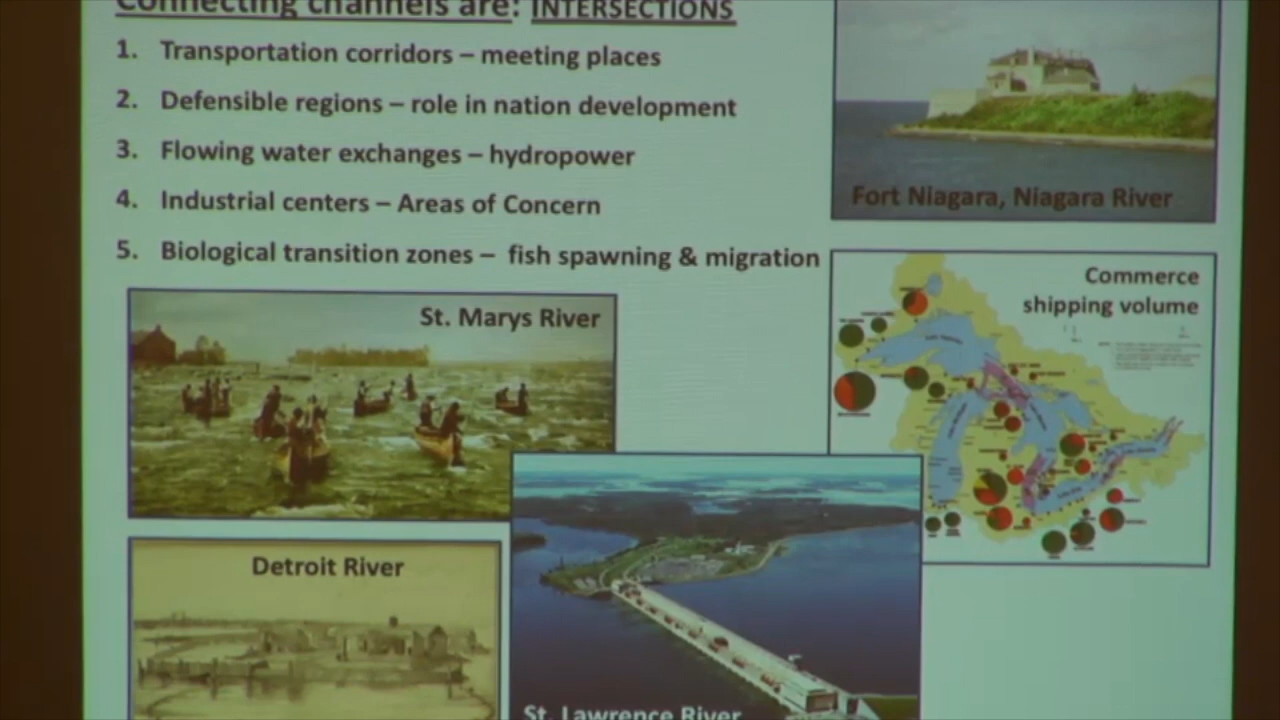 Connecting channels are: INTERSECTIONS
1. Transportation corridors – meeting places
2. Defensible regions – role in nation development
3. Flowing water exchanges – hydropower
4. Industrial centers – Areas of Concern
5. Biological transition zones – fish spawning & migration
Fort Niagara, Niagara River
Commerce
shipping volume
St. Marys River
Detroit River
St. Lawrence River